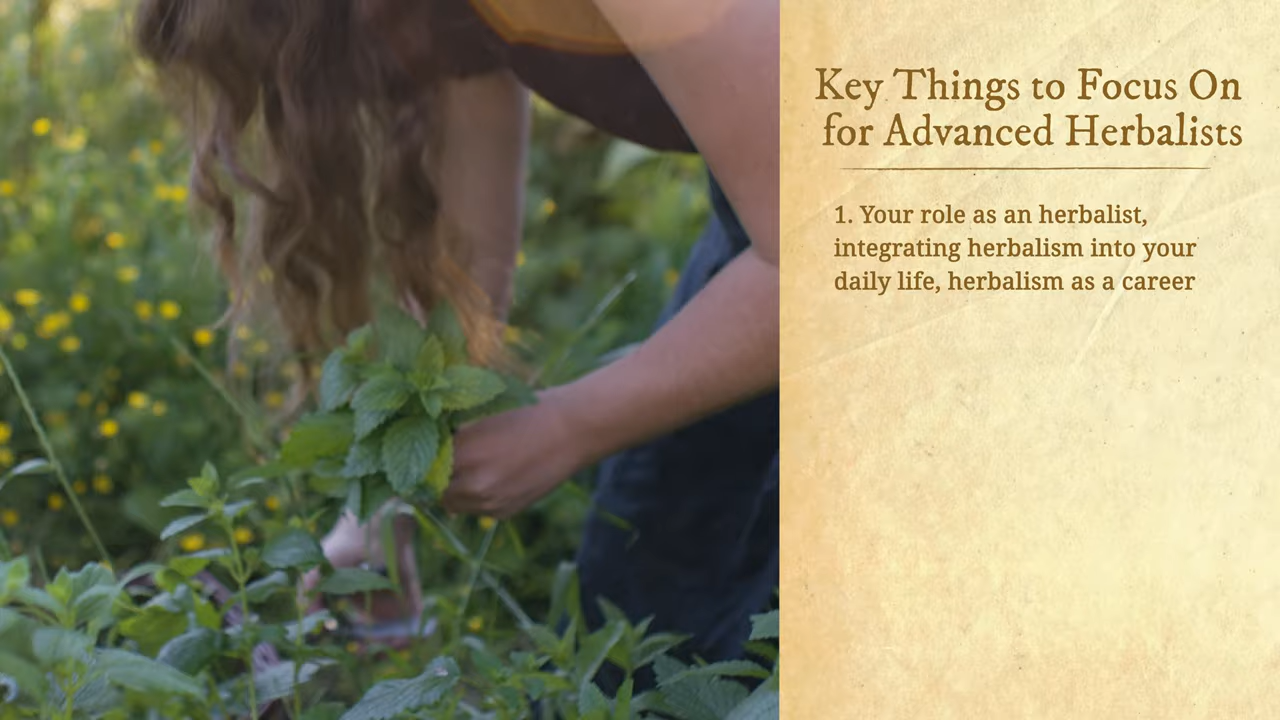 Key Things to Focus On
for Advanced Herbalists
1. Your role as an herbalist,
integrating herbalism into your
daily life, herbalism as a career